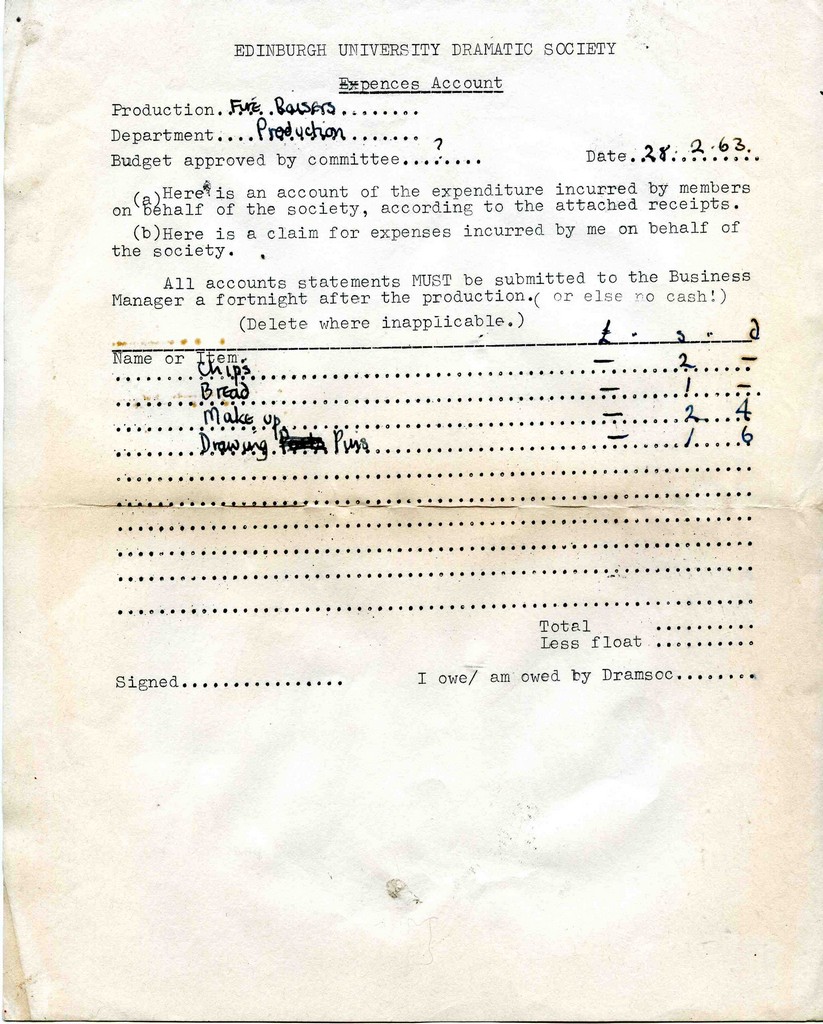 EDINBURGH UNIVERSITY DRAMATIC SOCIETY
Expences Account
Production..Fire Raisers........
Department....Production........
Budget approved by committee....?....
Date.28..2.63.
(a)Here is an account of the expenditure incurred by members
on behalf of the society, according to the attached receipts.
(b)Here is a claim for expenses incurred by me on behalf of
the society.
All accounts statements MUST be submitted to the Business
Manager a fortnight after the production.( or else no cash!)
(Delete where inapplicable.)
£ " s " d
Name or Item.
Chips - 2 -
Bread - 1 -
Make up - 2 4
Drawing Pins - 1 6
Total ..........
Less float ..........
Signed................ I owe/ am owed by Dramsoc........